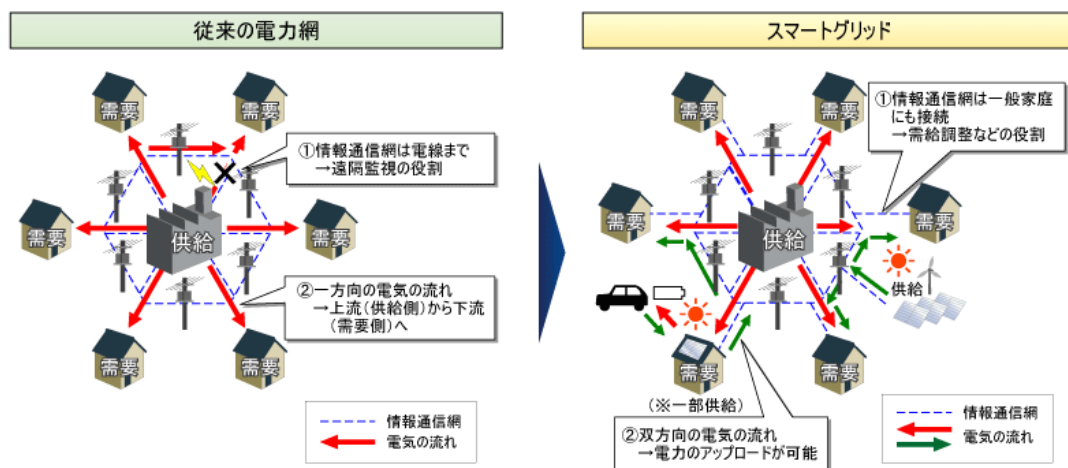 従来の電力網
需要
需要
①情報通信網は電線まで
→遠隔監視の役割
需要
供給
需要
②一方向の電気の流れ
→上流(供給側)から下流
(需要側)へ
需要
需要
情報通信網
電気の流れ
スマートグリッド
需要
需要
①情報通信網は一般家庭
にも接続
→需給調整などの役割
需要
供給
需要
供給
需要
需要
(※一部供給)
②双方向の電気の流れ
→電力のアップロードが可能
情報通信網
電気の流れ